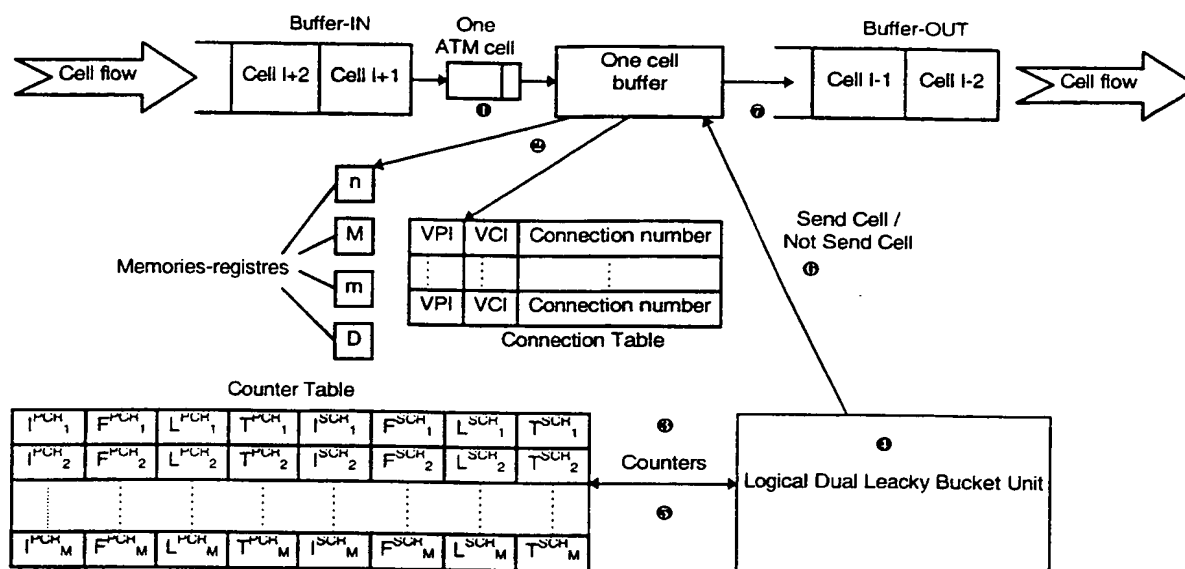 Buffer-IN
One
ATM cell
Buffer-OUT
Cell flow
Cell I+2
Cell I+1
One cell
buffer
Cell I-1
Cell I-2
Cell flow
❶
❼
❷
n
M
m
D
Memories-registres
VPI VCI Connection number
VPI VCI Connection number
Connection Table
Send Cell /
Not Send Cell
❻
Counter Table
I^PCR_1 F^PCR_1 L^PCR_1 T^PCR_1 I^SCR_1 F^SCR_1 L^SCR_1 T^SCR_1
I^PCR_2 F^PCR_2 L^PCR_2 T^PCR_2 I^SCR_2 F^SCR_2 L^SCR_2 T^SCR_2
I^PCR_M F^PCR_M L^PCR_M T^PCR_M I^SCR_M F^SCR_M L^SCR_M T^SCR_M
❸
Counters
❺
❹
Logical Dual Leacky Bucket Unit